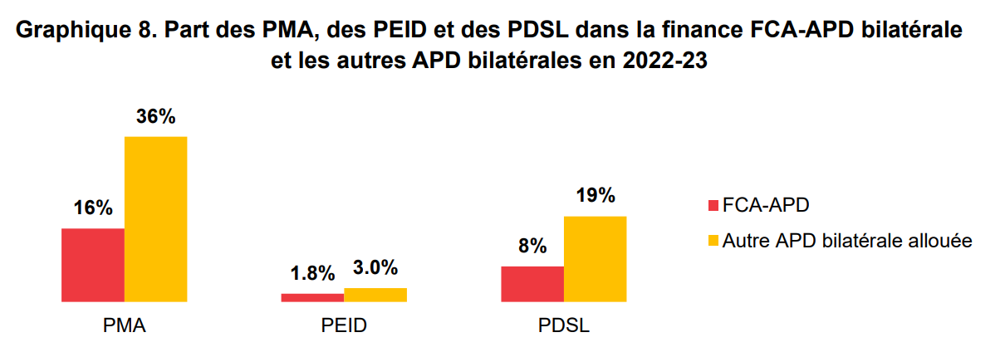 Graphique 8. Part des PMA, des PEID et des PDSL dans la finance FCA-APD bilatérale
et les autres APD bilatérales en 2022-23
36%
16%
1.8%
3.0%
8%
19%
FCA-APD
Autre APD bilatérale allouée
PMA
PEID
PDSL